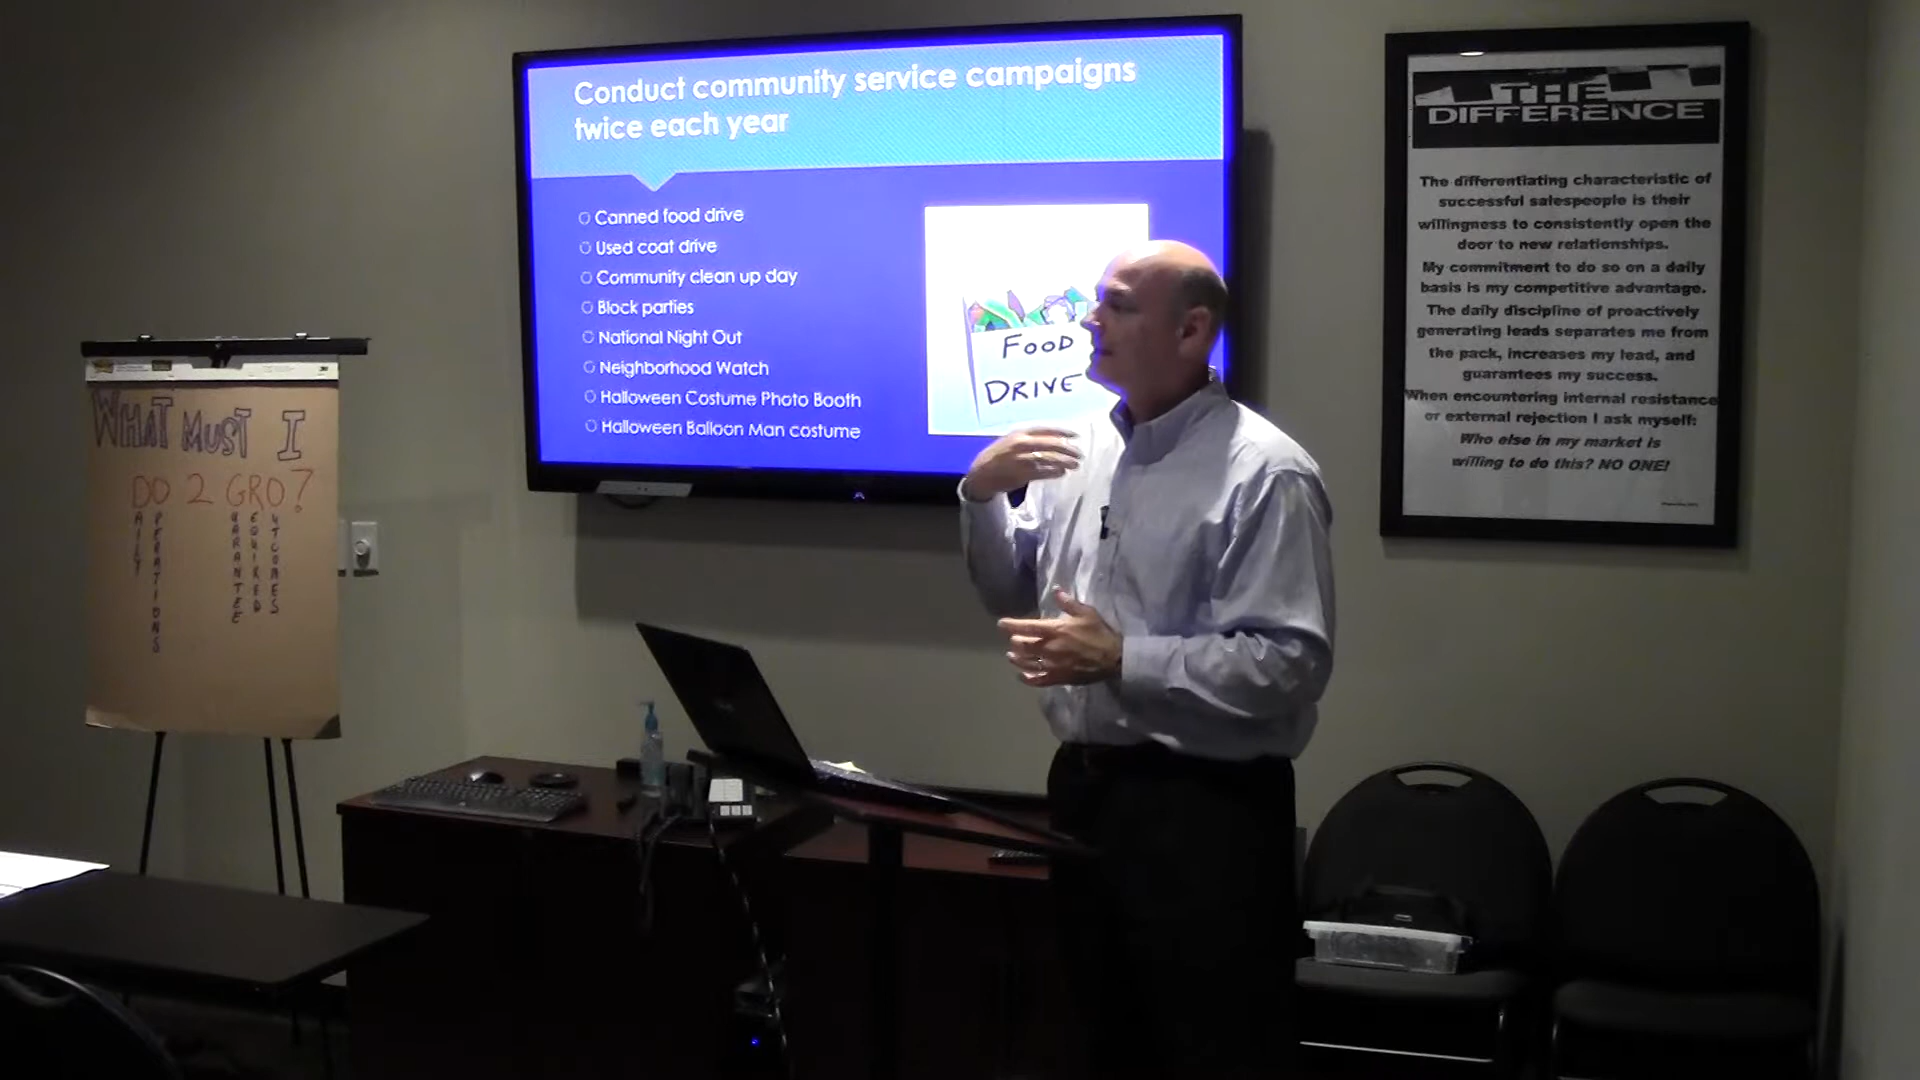 Conduct community service campaigns
twice each year
Canned food drive
Used coat drive
Community clean up day
Block parties
National Night Out
Neighborhood Watch
Halloween Costume Photo Booth
Halloween Balloon Man costume
FOOD
DRIVE
THE
DIFFERENCE
The differentiating characteristic of
successful salespeople is their
willingness to consistently open the
door to new relationships.
My commitment to do so on a daily
basis is my competitive advantage.
The daily discipline of proactively
generating leads separates me from
the pack, increases my lead, and
guarantees my success.
When encountering internal resistance
or external rejection I ask myself:
Who else in my market is
willing to do this? NO ONE!
WHAT MUST I
DO 2 GRO?
AILY
PERATIONS
UARANTEE
EQUIRED
UTCOMES